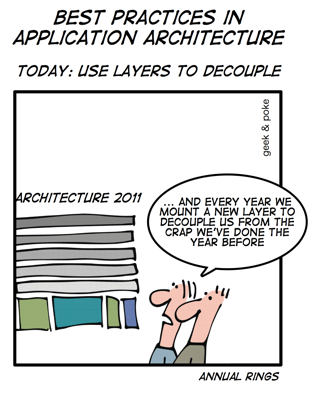 BEST PRACTICES IN
APPLICATION ARCHITECTURE
TODAY: USE LAYERS TO DECOUPLE
geek & poke
ARCHITECTURE 2011
... AND EVERY YEAR WE
MOUNT A NEW LAYER TO
DECOUPLE US FROM THE
CRAP WE'VE DONE THE
YEAR BEFORE
ANNUAL RINGS